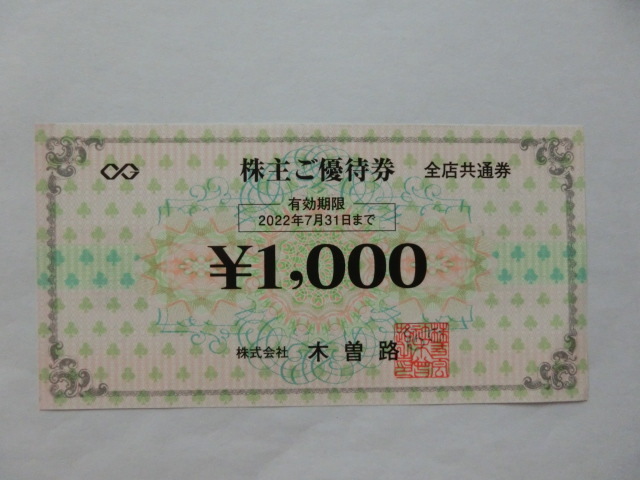 株主ご優待券 全店共通券
有効期限
2022年7月31日まで
¥1,000
株式会社 木曽路